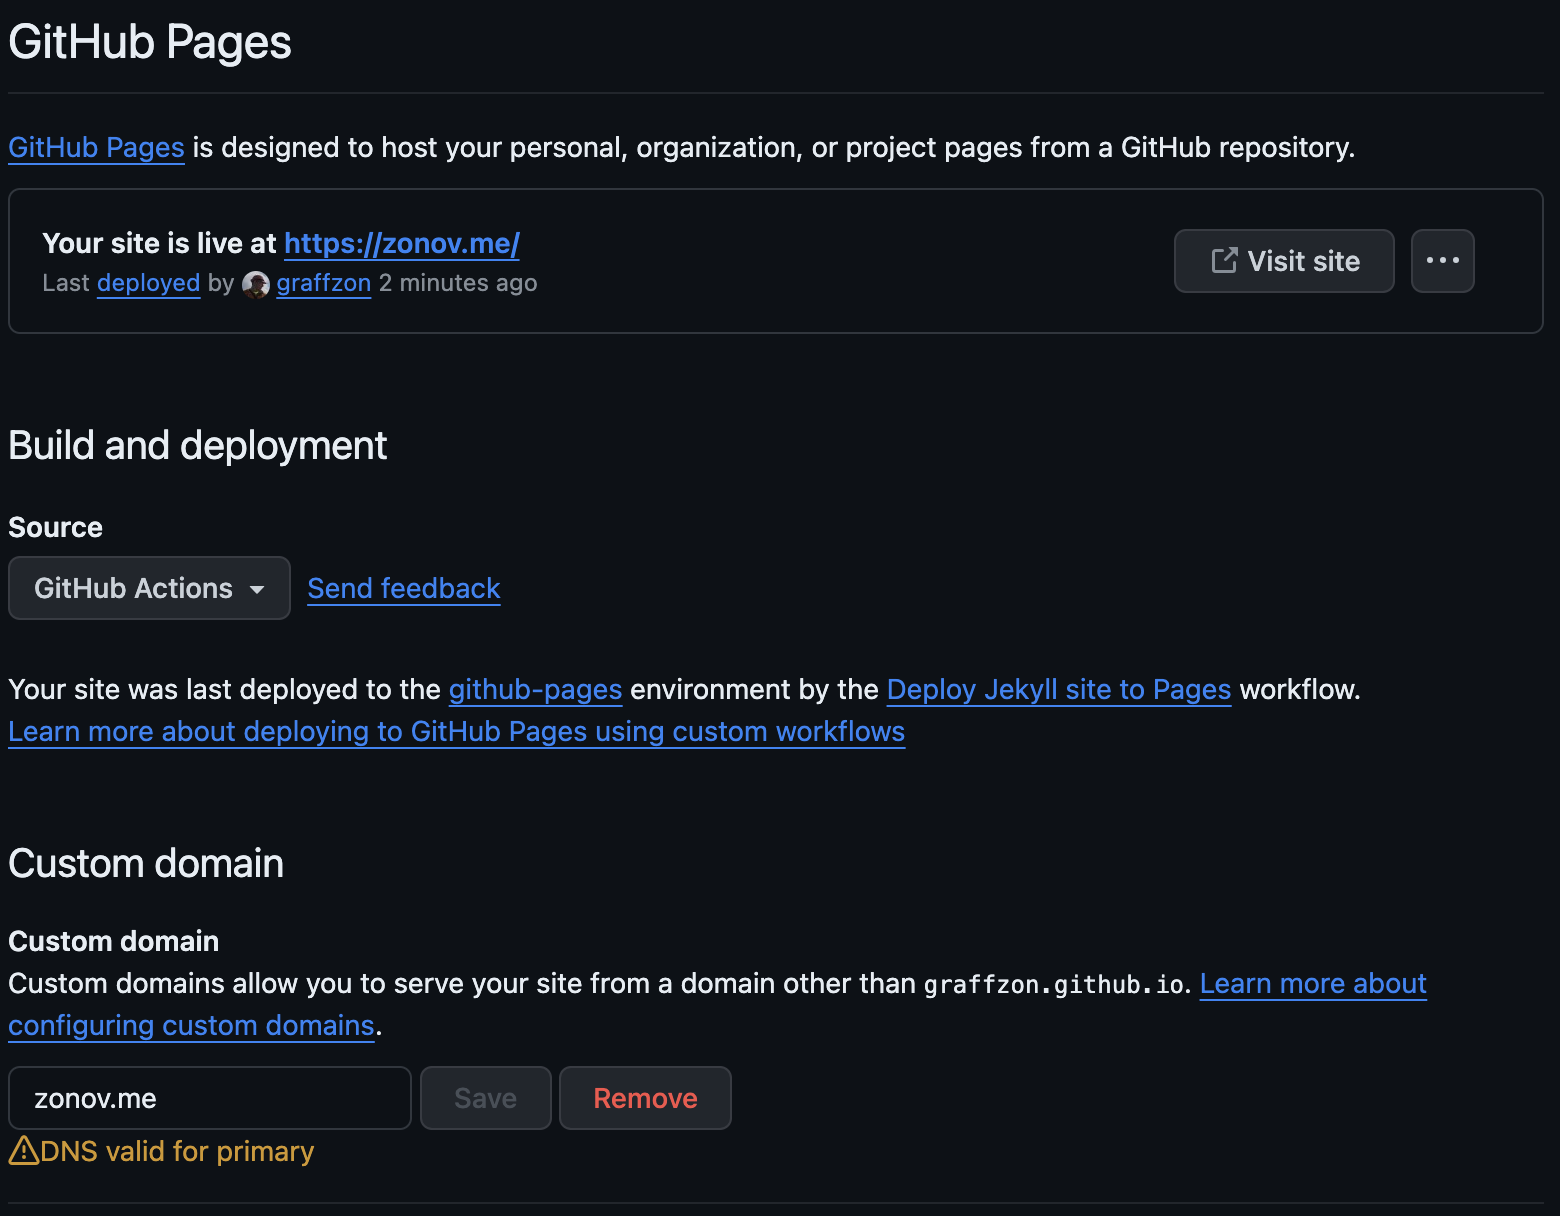 GitHub Pages
GitHub Pages is designed to host your personal, organization, or project pages from a GitHub repository.
Your site is live at https://zonov.me/
Last deployed by graffzon 2 minutes ago
Visit site
Build and deployment
Source
GitHub Actions
Send feedback
Your site was last deployed to the github-pages environment by the Deploy Jekyll site to Pages workflow.
Learn more about deploying to GitHub Pages using custom workflows
Custom domain
Custom domain
Custom domains allow you to serve your site from a domain other than graffzon.github.io. Learn more about
configuring custom domains.
zonov.me
Save
Remove
DNS valid for primary